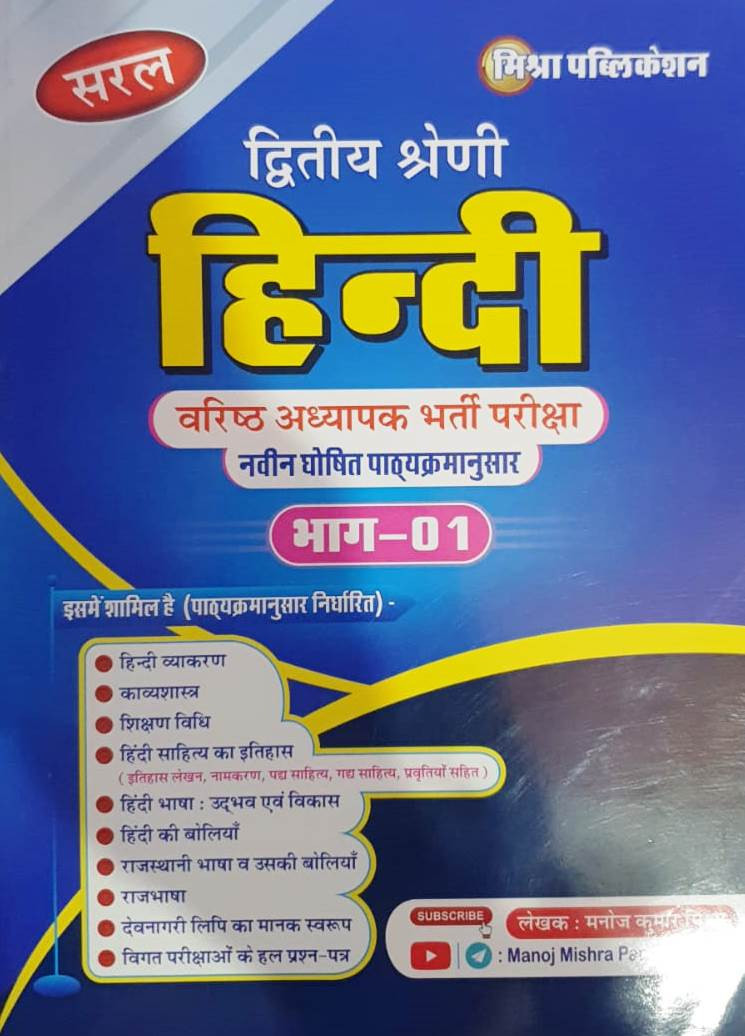 सरल
मिश्रा पब्लिकेशन
द्वितीय श्रेणी
हिन्दी
वरिष्ठ अध्यापक भर्ती परीक्षा
नवीन घोषित पाठ्यक्रमानुसार
भाग-01
इसमें शामिल है (पाठ्यक्रमानुसार निर्धारित) -
हिन्दी व्याकरण
काव्यशास्त्र
शिक्षण विधि
हिंदी साहित्य का इतिहास
( इतिहास लेखन, नामकरण, पद्य साहित्य, गद्य साहित्य, प्रवृतियाँ सहित )
हिंदी भाषा : उद्भव एवं विकास
हिंदी की बोलियाँ
राजस्थानी भाषा व उसकी बोलियाँ
राजभाषा
देवनागरी लिपि का मानक स्वरूप
विगत परीक्षाओं के हल प्रश्न-पत्र
SUBSCRIBE
लेखक : मनोज कुमार
: Manoj Mishra